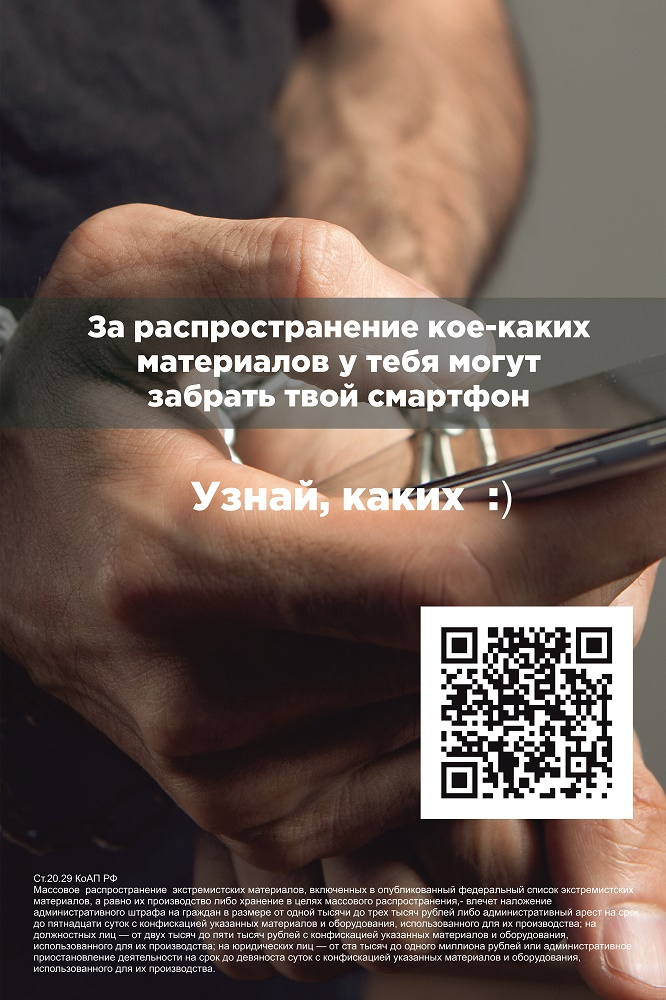 За распространение кое-каких
материалов у тебя могут
забрать твой смартфон
Узнай, каких :)
Ст.20.29 КоАП РФ
Массовое распространение экстремистских материалов, включенных в опубликованный федеральный список экстремистских
материалов, а равно их производство либо хранение в целях массового распространения,- влечет наложение
административного штрафа на граждан в размере от одной тысячи до трех тысяч рублей либо административный арест на срок
до пятнадцати суток с конфискацией указанных материалов и оборудования, использованного для их производства; на
должностных лиц — от двух тысяч до пяти тысяч рублей с конфискацией указанных материалов и оборудования,
использованного для их производства; на юридических лиц — от ста тысяч до одного миллиона рублей или административное
приостановление деятельности на срок до девяноста суток с конфискацией указанных материалов и оборудования,
использованного для их производства.